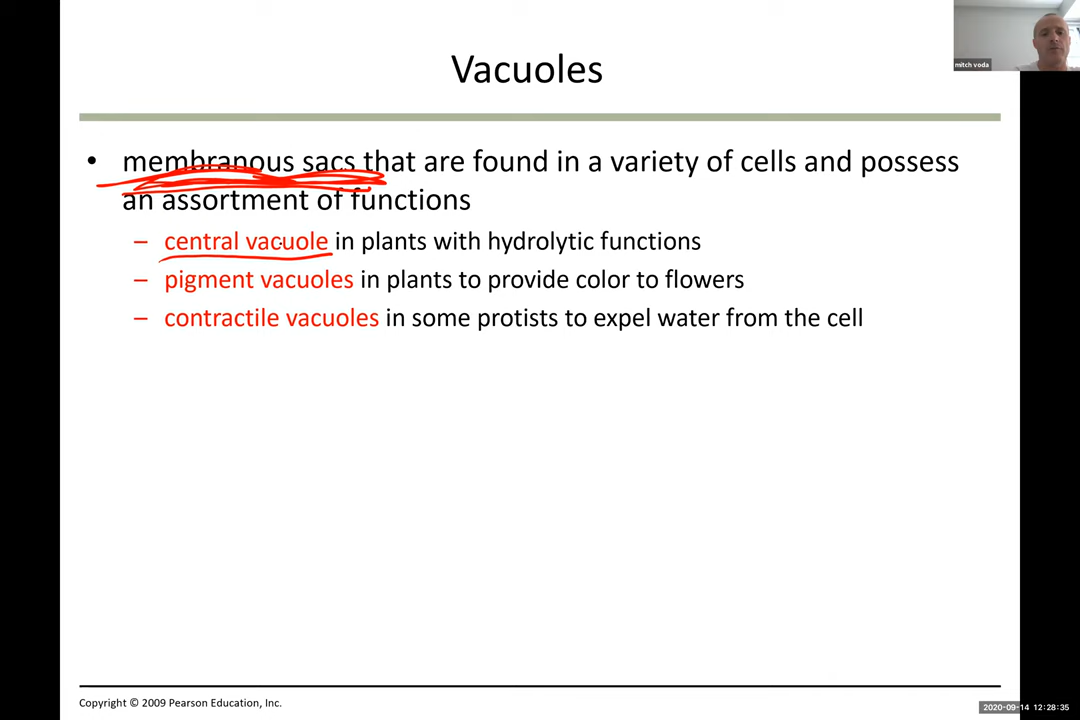 mitch voda
Vacuoles
• membranous sacs that are found in a variety of cells and possess
an assortment of functions
– central vacuole in plants with hydrolytic functions
– pigment vacuoles in plants to provide color to flowers
– contractile vacuoles in some protists to expel water from the cell
Copyright © 2009 Pearson Education, Inc.
2020-09-14 12:28:35